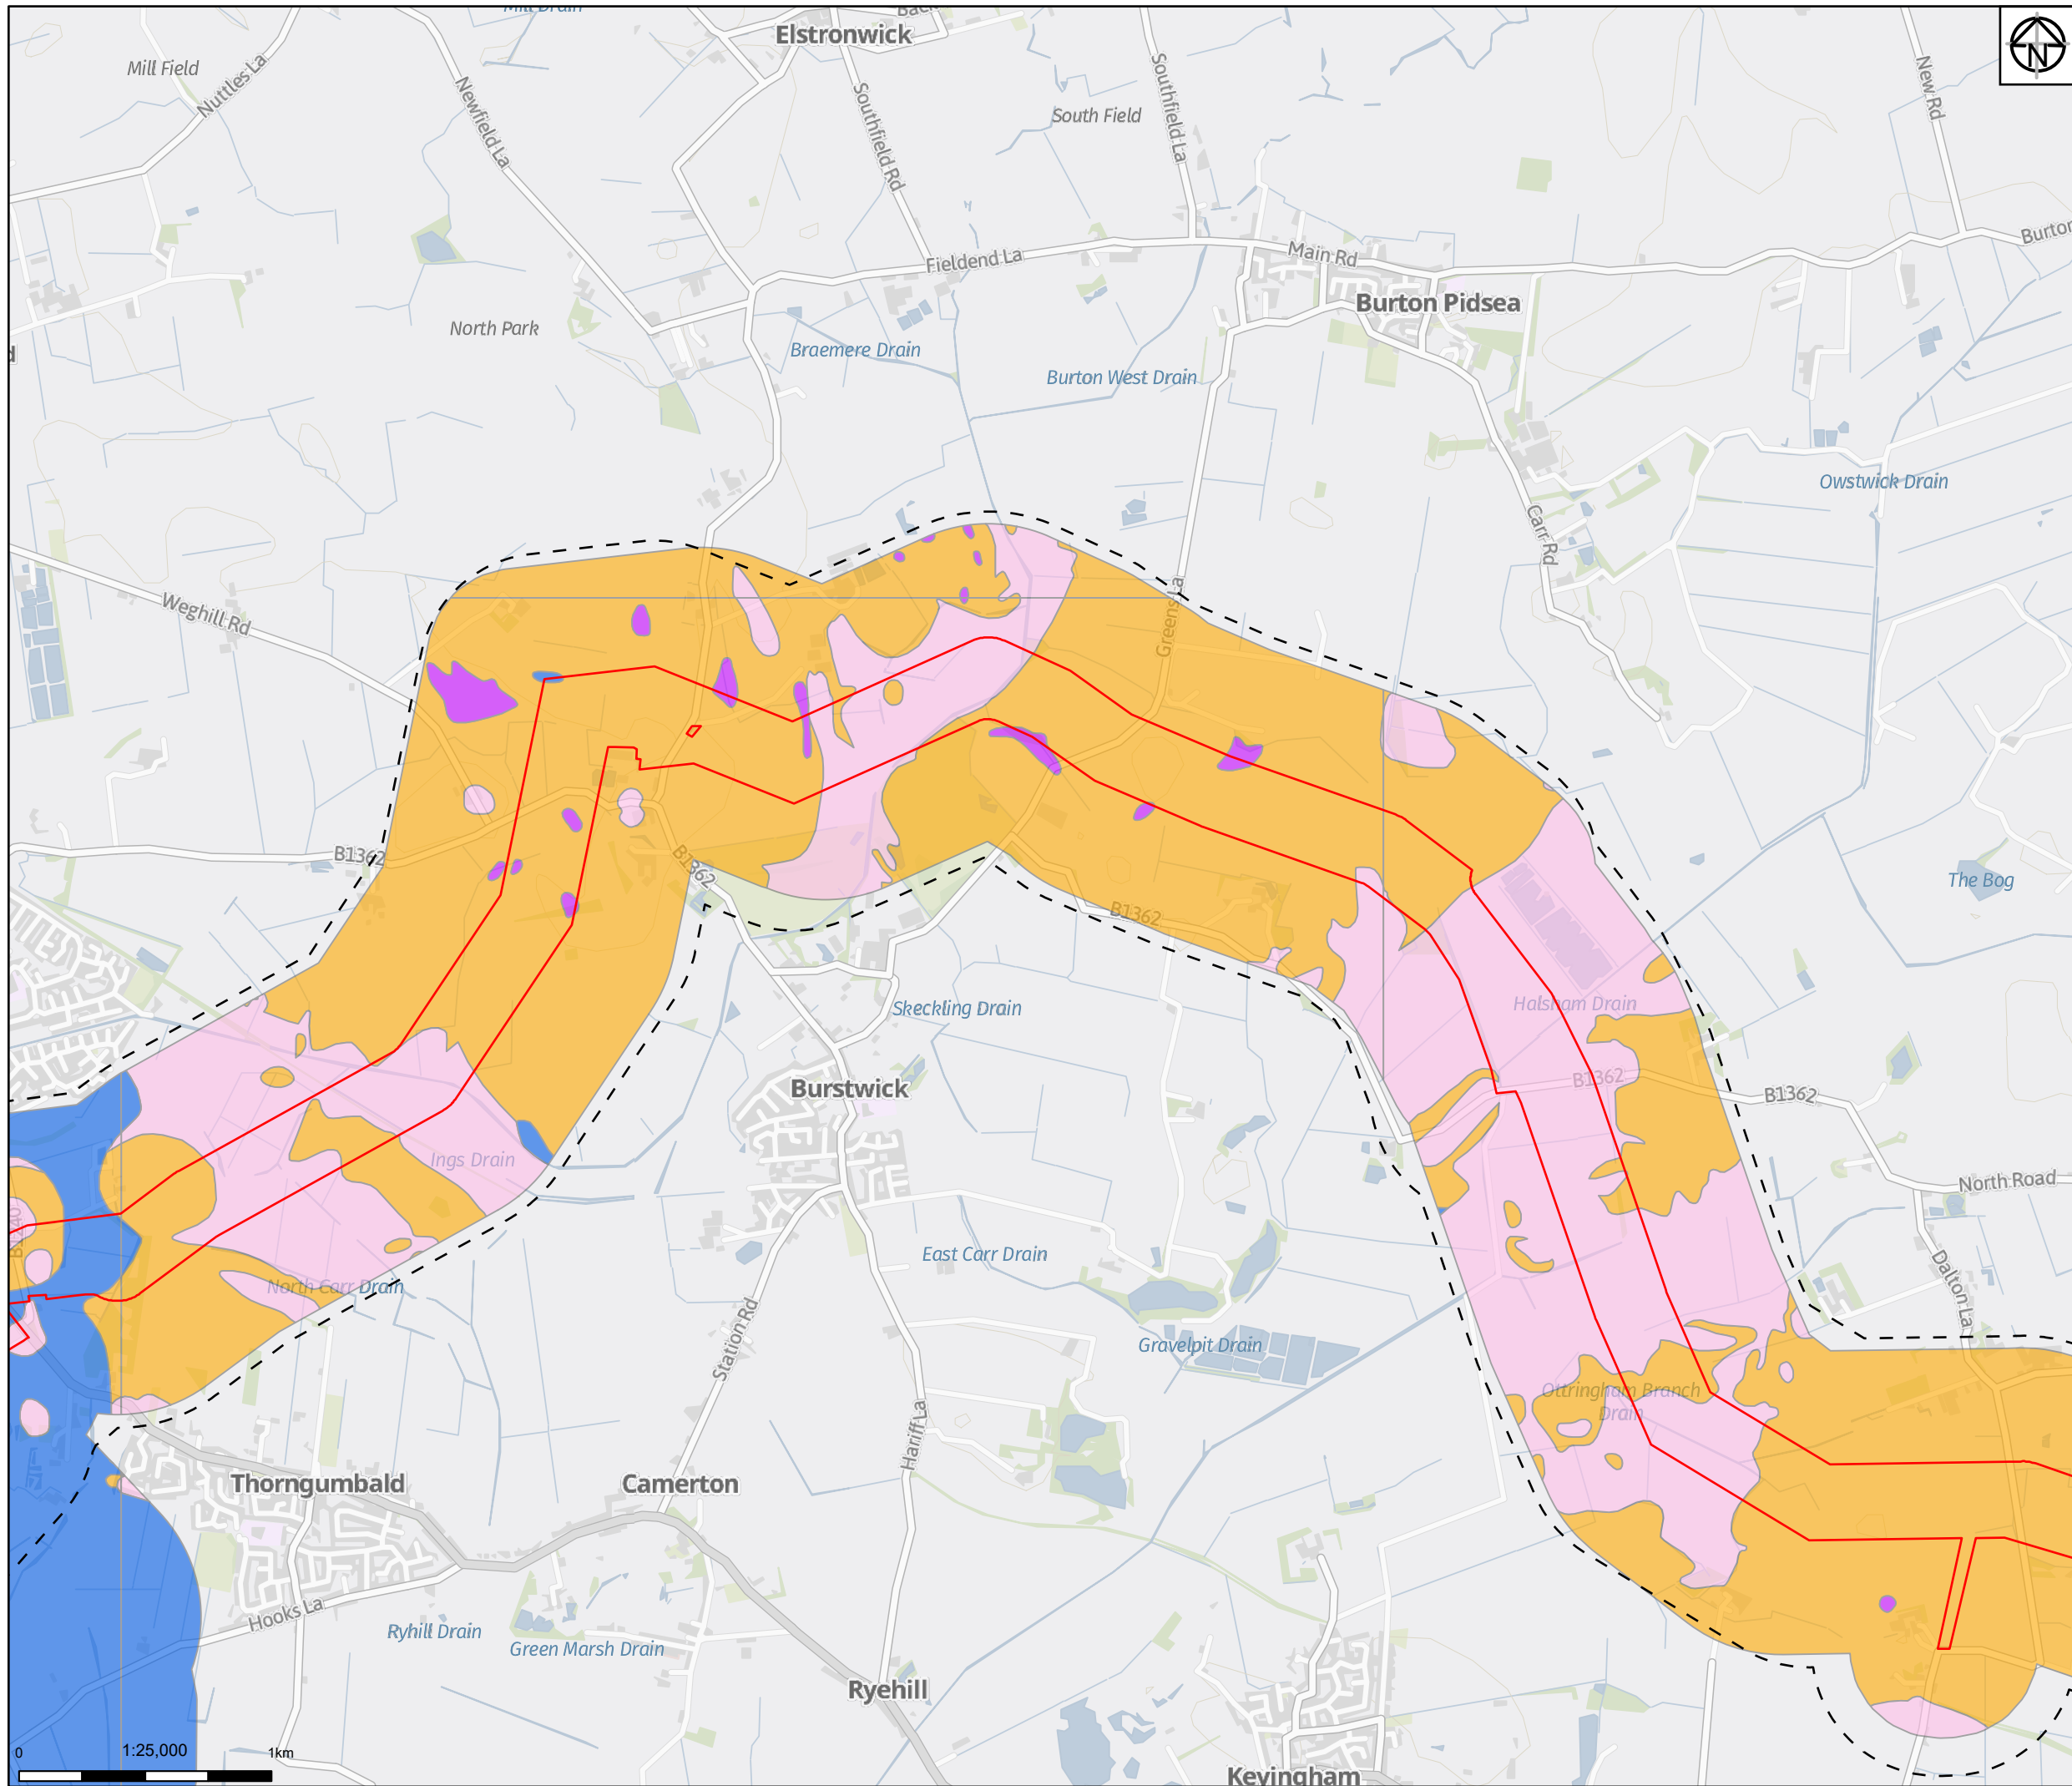 Mill Drain
Back
Elstronwick
N
Mill Field
Nuttles La
Newfield La
Southfield Rd
South Field
Southfield La
New Rd
Burton
Fieldend La
Main Rd
Burton Pidsea
North Park
Braemere Drain
Burton West Drain
d
Owstwick Drain
Carr Rd
Weghill Rd
Greens La
B1362
B1362
B1362
The Bog
Skeckling Drain
Halsham Drain
Burstwick
B1362
B1362
Ings Drain
North Road
B1240
East Carr Drain
North Carr Drain
Dalton La
Station Rd
Gravelpit Drain
Ottringham Branch
Drain
Hariff La
Thorngumbald
Camerton
Hooks La
Ryhill Drain
Green Marsh Drain
Ryehill
0
1:25,000
1km
Keyingham